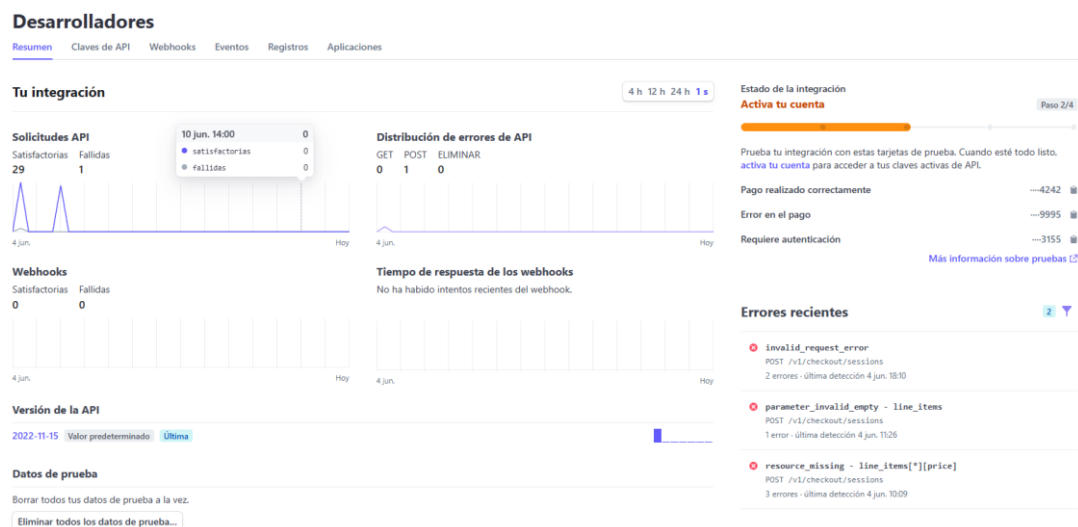 Desarrolladores
Resumen Claves de API Webhooks Eventos Registros Aplicaciones
Tu integración
4 h 12 h 24 h 1 s
Solicitudes API
Satisfactorias Fallidas
29 1
10 jun. 14:00 0
satisfactorias 0
fallidas 0
4 jun. Hoy
Distribución de errores de API
GET POST ELIMINAR
0 1 0
4 jun. Hoy
Webhooks
Satisfactorias Fallidas
0 0
4 jun. Hoy
Tiempo de respuesta de los webhooks
No ha habido intentos recientes del webhook.
4 jun. Hoy
Versión de la API
2022-11-15 Valor predeterminado Última
Datos de prueba
Borrar todos tus datos de prueba a la vez.
Eliminar todos los datos de prueba...
Estado de la integración
Activa tu cuenta Paso 2/4
Prueba tu integración con estas tarjetas de prueba. Cuando esté todo listo,
activa tu cuenta para acceder a tus claves activas de API.
Pago realizado correctamente ····4242
Error en el pago ····9995
Requiere autenticación ····3155
Más información sobre pruebas
Errores recientes 2
invalid_request_error
POST /v1/checkout/sessions
2 errores · última detección 4 jun. 18:10
parameter_invalid_empty - line_items
POST /v1/checkout/sessions
1 error · última detección 4 jun. 11:26
resource_missing - line_items[*][price]
POST /v1/checkout/sessions
3 errores · última detección 4 jun. 10:09